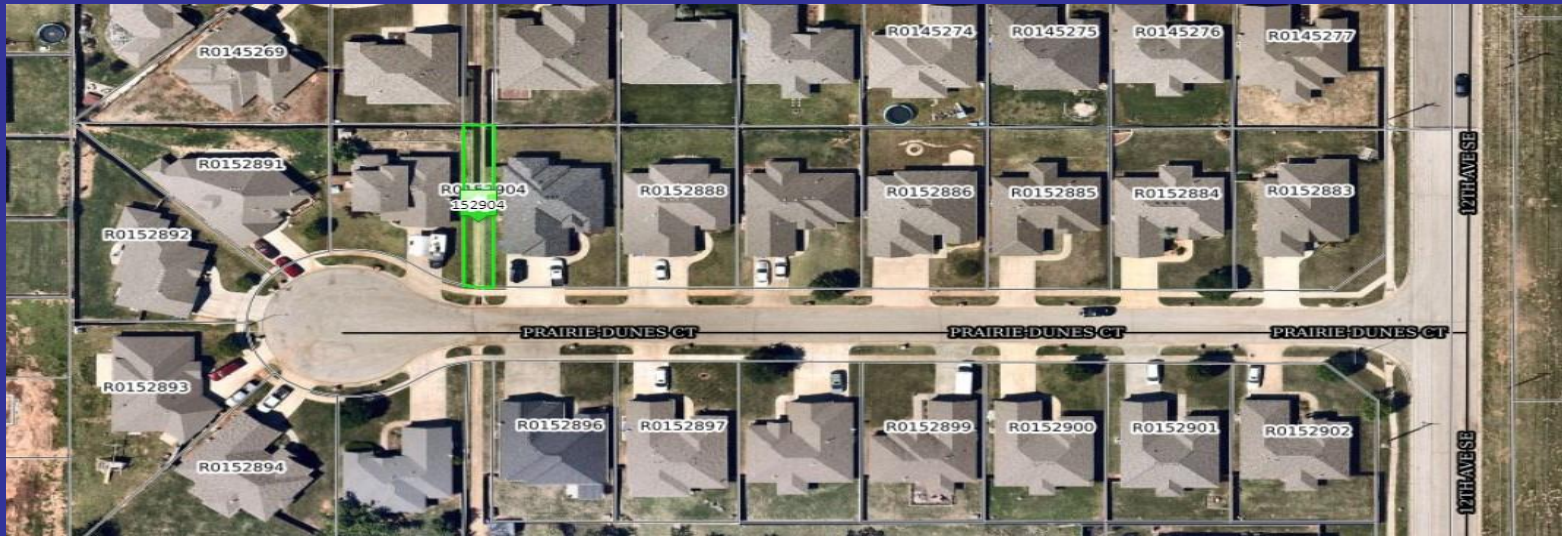 R0145269
R0145274
R0145275
R0145276
R0145277
12TH AVE SE
R0152891
R0152904
152904
R0152888
R0152886
R0152885
R0152884
R0152883
R0152892
PRAIRIE DUNES CT
PRAIRIE DUNES CT
PRAIRIE DUNES CT
R0152893
R0152894
R0152896
R0152897
R0152899
R0152900
R0152901
R0152902
12TH AVE SE